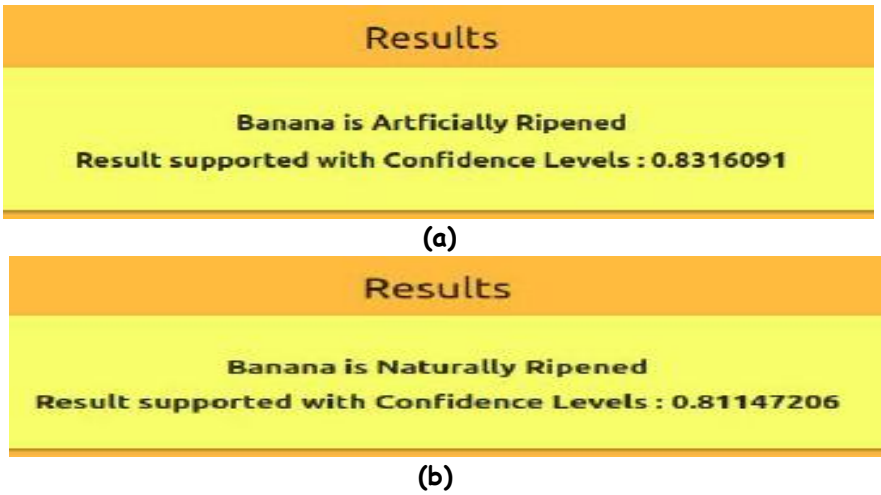 Results
Banana is Artficially Ripened
Result supported with Confidence Levels : 0.8316091
(a)
Results
Banana is Naturally Ripened
Result supported with Confidence Levels : 0.81147206
(b)